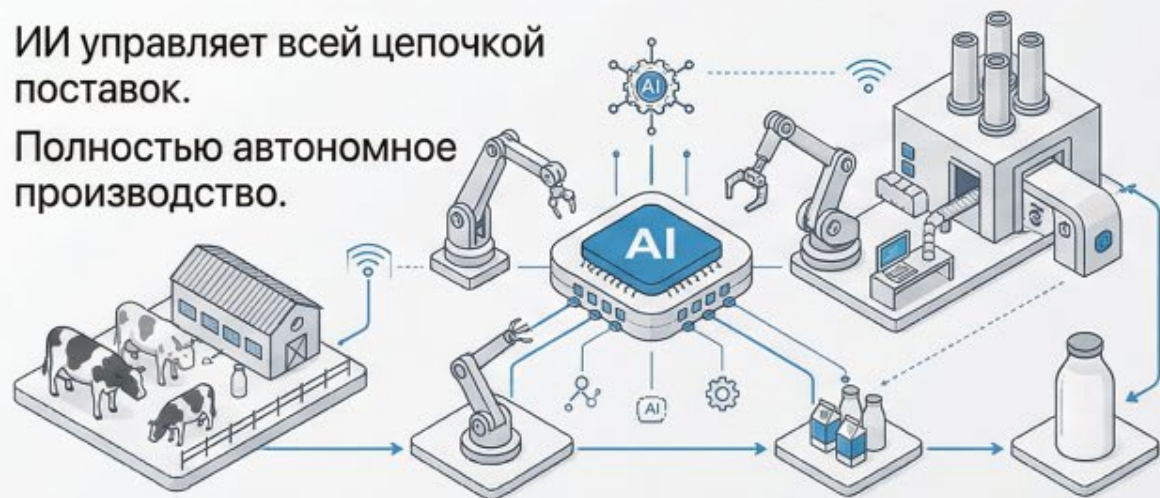 ИИ управляет всей цепочкой
поставок.
Полностью автономное
производство.
AI
AI
AI